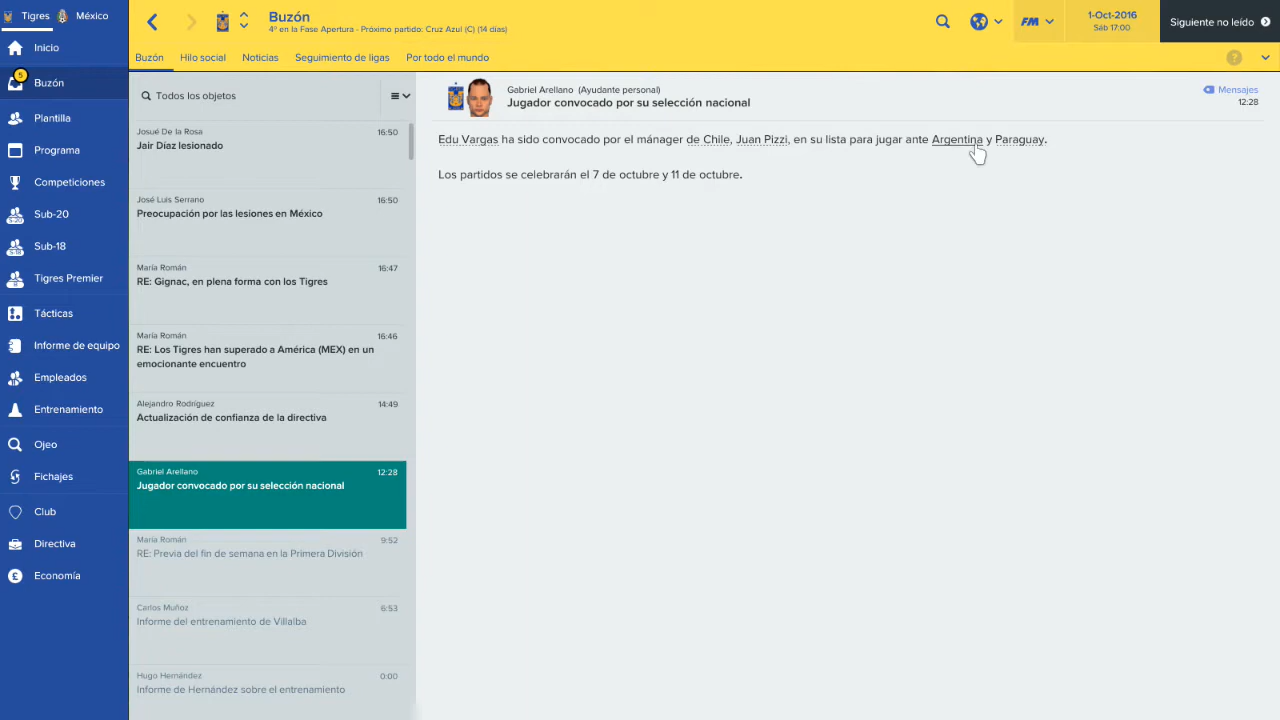 Tigres México
Inicio
5
Buzón
Plantilla
Programa
Competiciones
Sub-20
Sub-18
Tigres Premier
Tácticas
Informe de equipo
Empleados
Entrenamiento
Ojeo
Fichajes
Club
Directiva
Economía
Buzón
4º en la Fase Apertura - Próximo partido: Cruz Azul (C) (14 días)
FM
1-Oct-2016
Sáb 17:00
Siguiente no leído
Buzón Hilo social Noticias Seguimiento de ligas Por todo el mundo
?
Todos los objetos
Josué De la Rosa 16:50
Jair Díaz lesionado
José Luis Serrano 16:50
Preocupación por las lesiones en México
María Román 16:47
RE: Gignac, en plena forma con los Tigres
María Román 16:46
RE: Los Tigres han superado a América (MEX) en un
emocionante encuentro
Alejandro Rodríguez 14:49
Actualización de confianza de la directiva
Gabriel Arellano 12:28
Jugador convocado por su selección nacional
María Román 9:52
RE: Previa del fin de semana en la Primera División
Carlos Muñoz 6:53
Informe del entrenamiento de Villalba
Hugo Hernández 0:00
Informe de Hernández sobre el entrenamiento
Gabriel Arellano (Ayudante personal)
Jugador convocado por su selección nacional
Mensajes
12:28
Edu Vargas ha sido convocado por el mánager de Chile, Juan Pizzi, en su lista para jugar ante Argentina y Paraguay.
Los partidos se celebrarán el 7 de octubre y 11 de octubre.